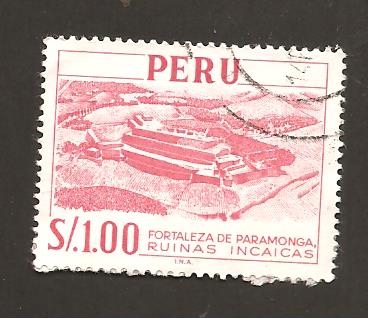 PERU
S/.1.00
FORTALEZA DE PARAMONGA,
RUINAS INCAICAS
I.N.A.